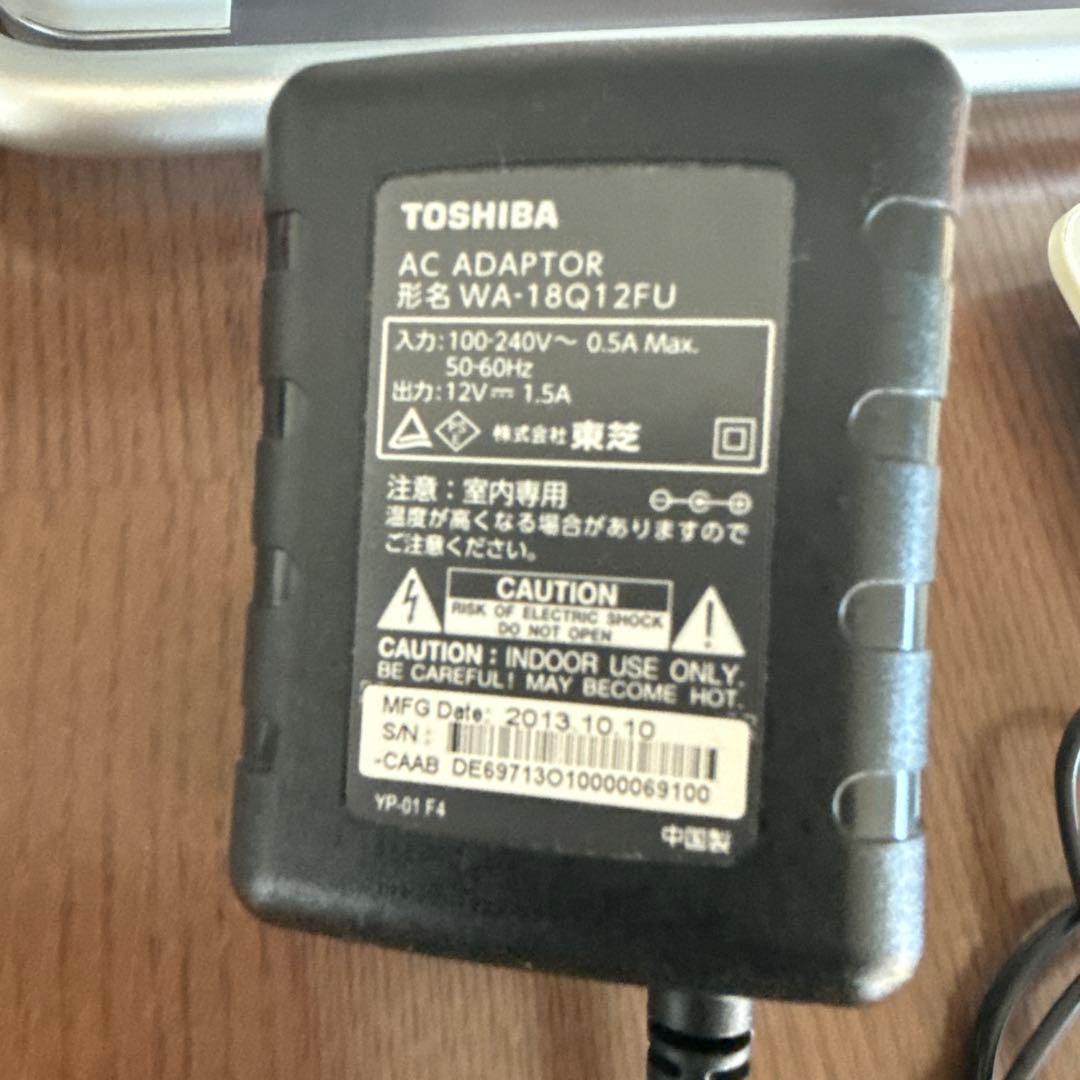 TOSHIBA
AC ADAPTOR
形名 WA-18Q12FU
入力:100-240V～ 0.5A Max.
50-60Hz
出力:12V⎓ 1.5A
PS
E
株式会社 東芝
注意:室内専用
温度が高くなる場合がありますので
ご注意ください。
CAUTION
RISK OF ELECTRIC SHOCK
DO NOT OPEN
CAUTION : INDOOR USE ONLY.
BE CAREFUL! MAY BECOME HOT.
MFG Date: 2013.10.10
S/N :
-CAAB DE69713O10000069100
YP-01 F4
中国製